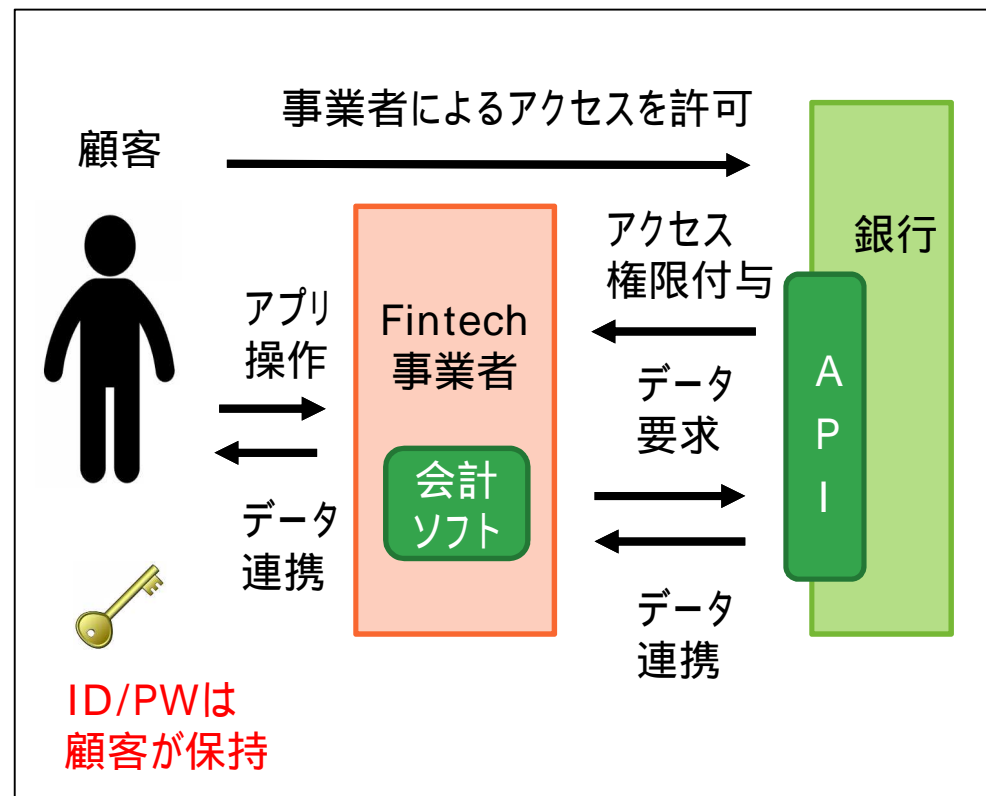 事業者によるアクセスを許可
顧客
銀行
アクセス
権限付与
アプリ
操作
Fintech
事業者
データ
要求
A
P
I
会計
ソフト
データ
連携
データ
連携
ID/PWは
顧客が保持